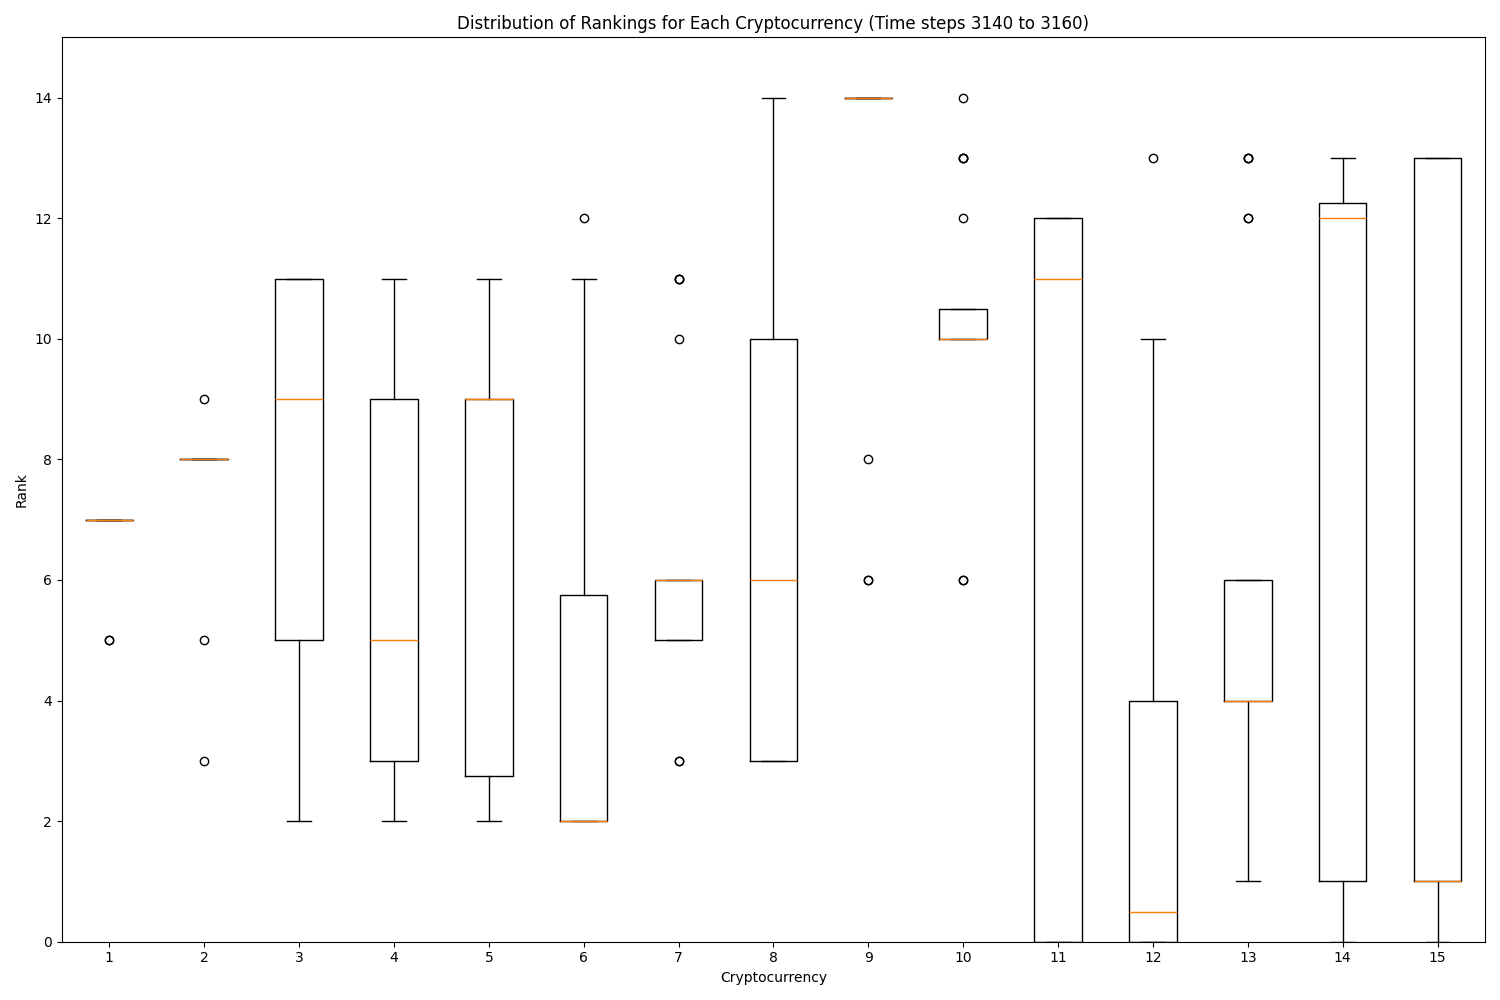 Distribution of Rankings for Each Cryptocurrency (Time steps 3140 to 3160)
14
12
10
8
6
4
2
0
Rank
1 2 3 4 5 6 7 8 9 10 11 12 13 14 15
Cryptocurrency